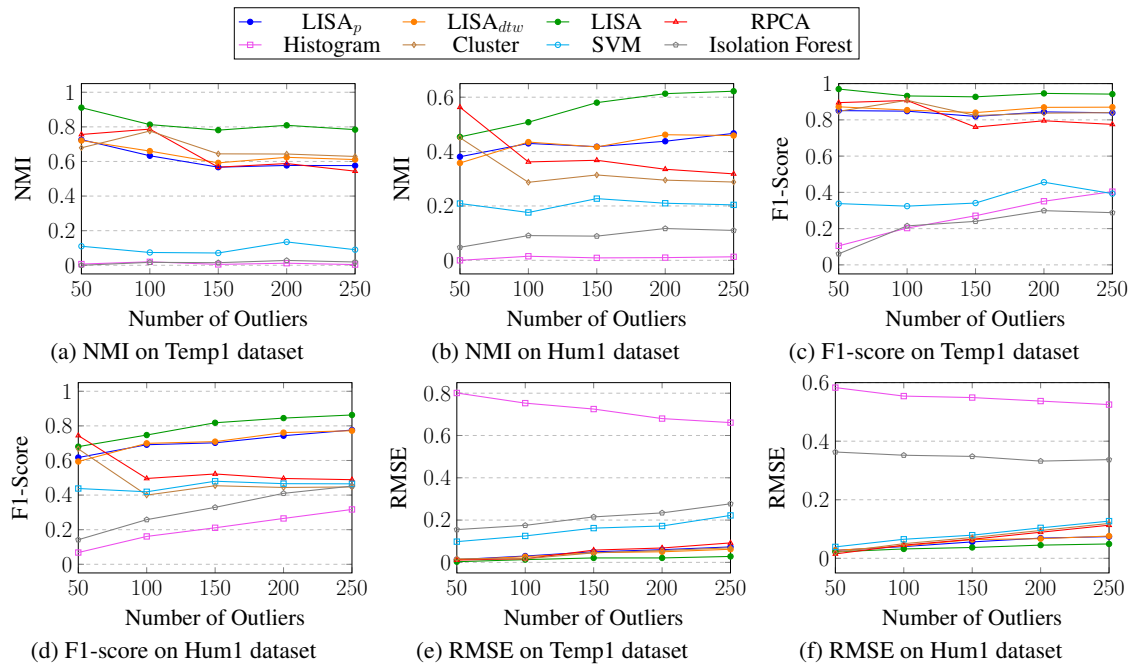 LISAp LISAdtw LISA RPCA
Histogram Cluster SVM Isolation Forest
1
0.8
0.6
0.4
0.2
0
50 100 150 200 250
NMI
Number of Outliers
(a) NMI on Temp1 dataset
0.6
0.4
0.2
0
50 100 150 200 250
NMI
Number of Outliers
(b) NMI on Hum1 dataset
1
0.8
0.6
0.4
0.2
0
50 100 150 200 250
F1-Score
Number of Outliers
(c) F1-score on Temp1 dataset
1
0.8
0.6
0.4
0.2
0
50 100 150 200 250
F1-Score
Number of Outliers
(d) F1-score on Hum1 dataset
0.8
0.6
0.4
0.2
0
50 100 150 200 250
RMSE
Number of Outliers
(e) RMSE on Temp1 dataset
0.6
0.4
0.2
0
50 100 150 200 250
RMSE
Number of Outliers
(f) RMSE on Hum1 dataset